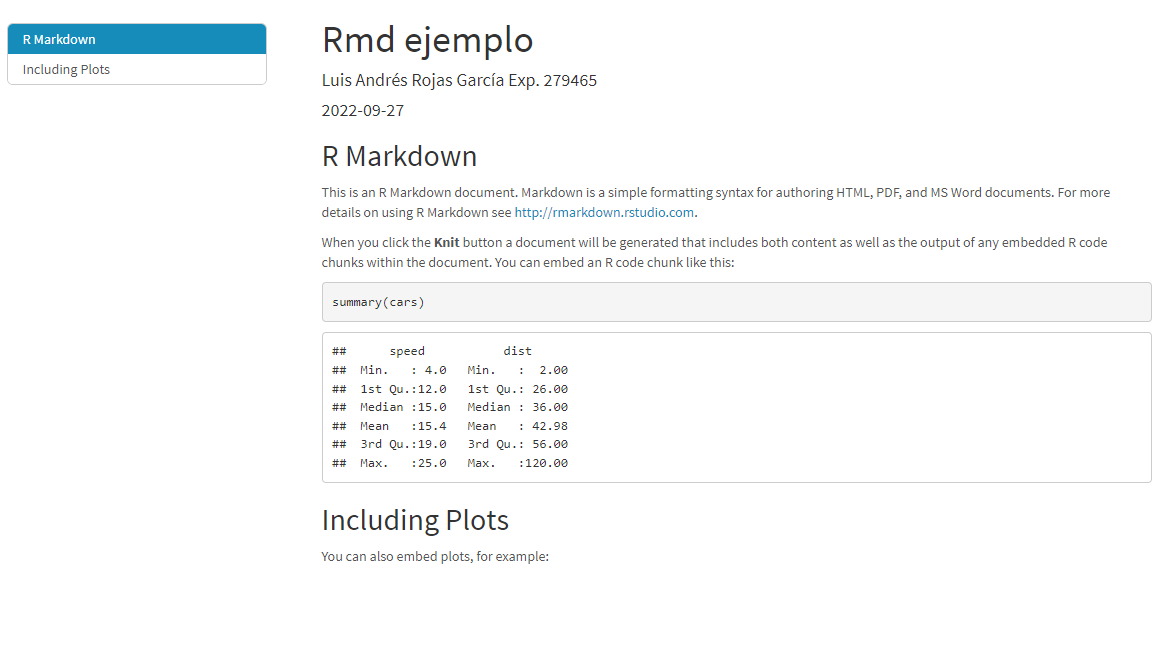 R Markdown
Including Plots
Rmd ejemplo
Luis Andrés Rojas García Exp. 279465
2022-09-27
R Markdown
This is an R Markdown document. Markdown is a simple formatting syntax for authoring HTML, PDF, and MS Word documents. For more
details on using R Markdown see http://rmarkdown.rstudio.com.
When you click the Knit button a document will be generated that includes both content as well as the output of any embedded R code
chunks within the document. You can embed an R code chunk like this:
summary(cars)
##      speed           dist
##  Min.   : 4.0   Min.   :  2.00
##  1st Qu.:12.0   1st Qu.: 26.00
##  Median :15.0   Median : 36.00
##  Mean   :15.4   Mean   : 42.98
##  3rd Qu.:19.0   3rd Qu.: 56.00
##  Max.   :25.0   Max.   :120.00
Including Plots
You can also embed plots, for example: